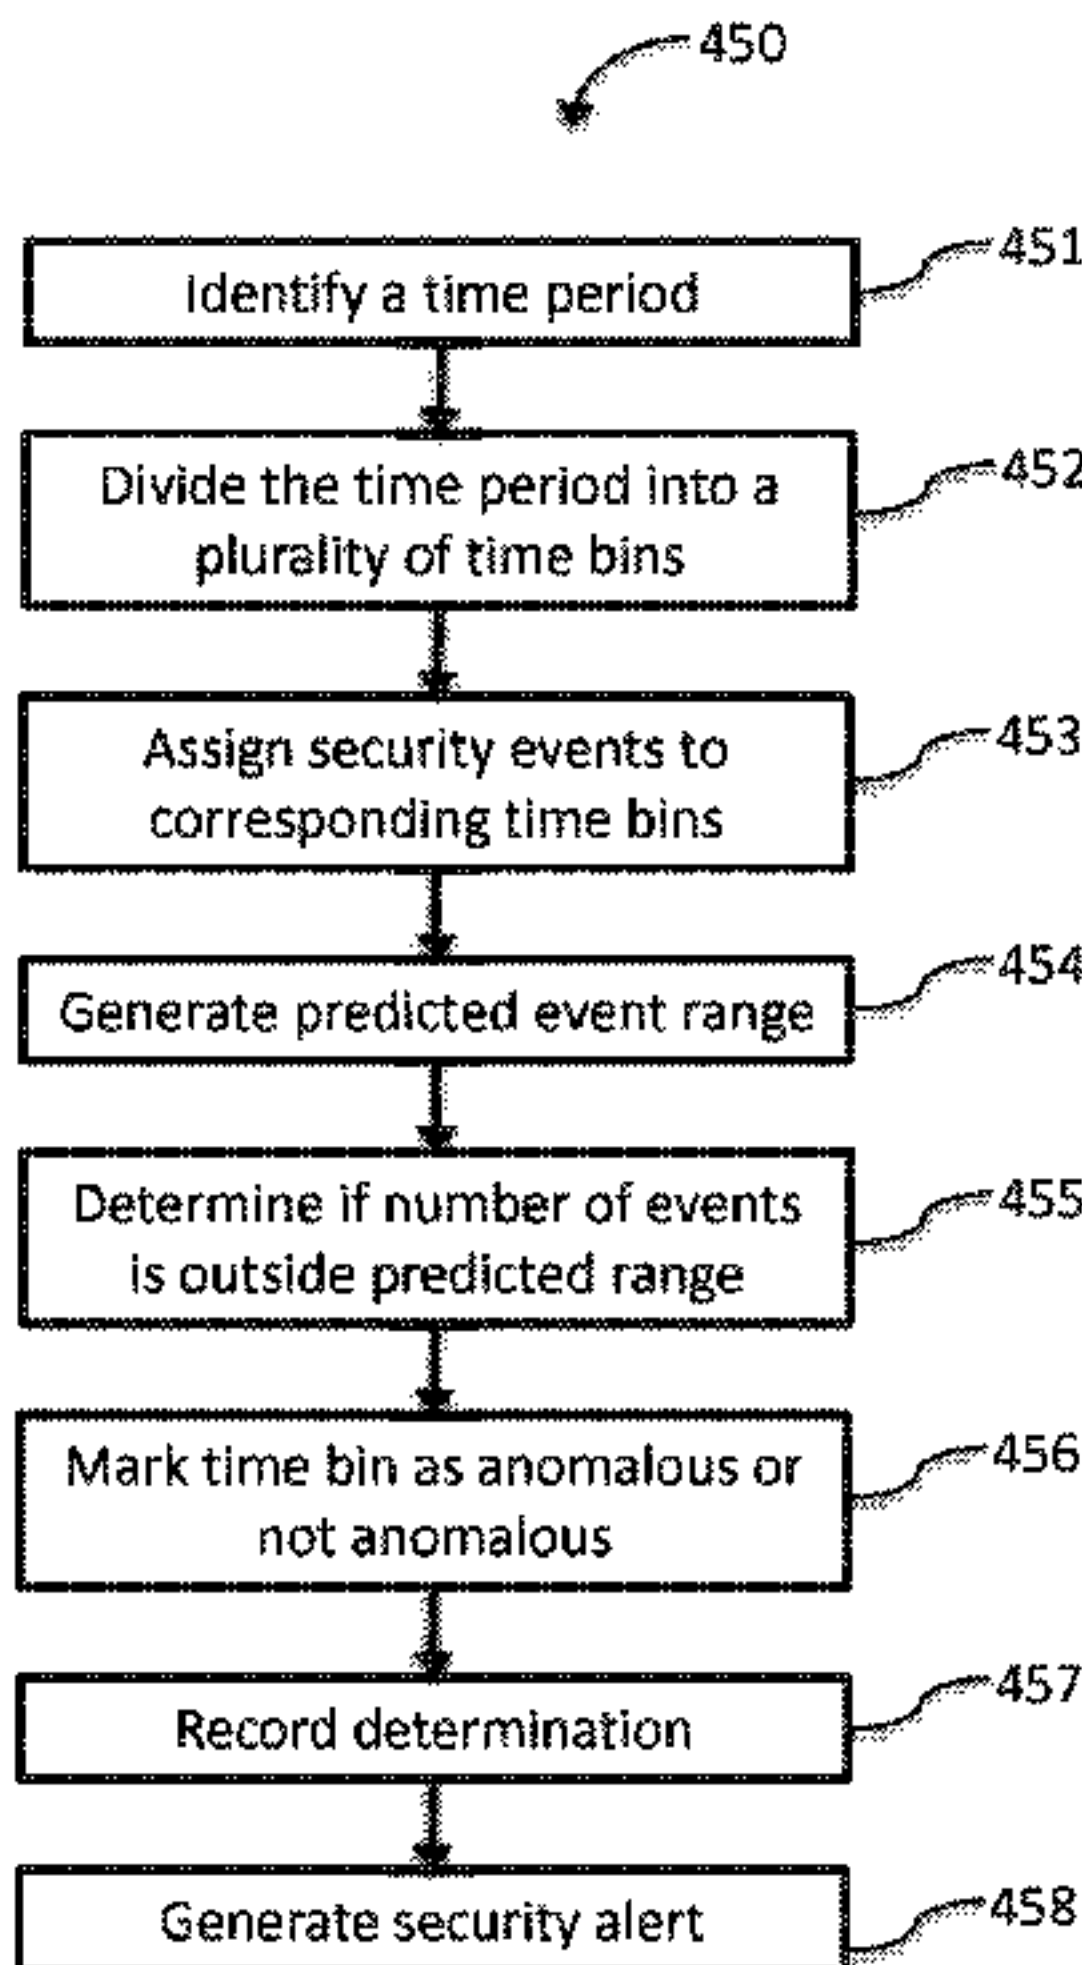 450
Identify a time period
451
Divide the time period into a
plurality of time bins
452
Assign security events to
corresponding time bins
453
Generate predicted event range
454
Determine if number of events
is outside predicted range
455
Mark time bin as anomalous or
not anomalous
456
Record determination
457
Generate security alert
458